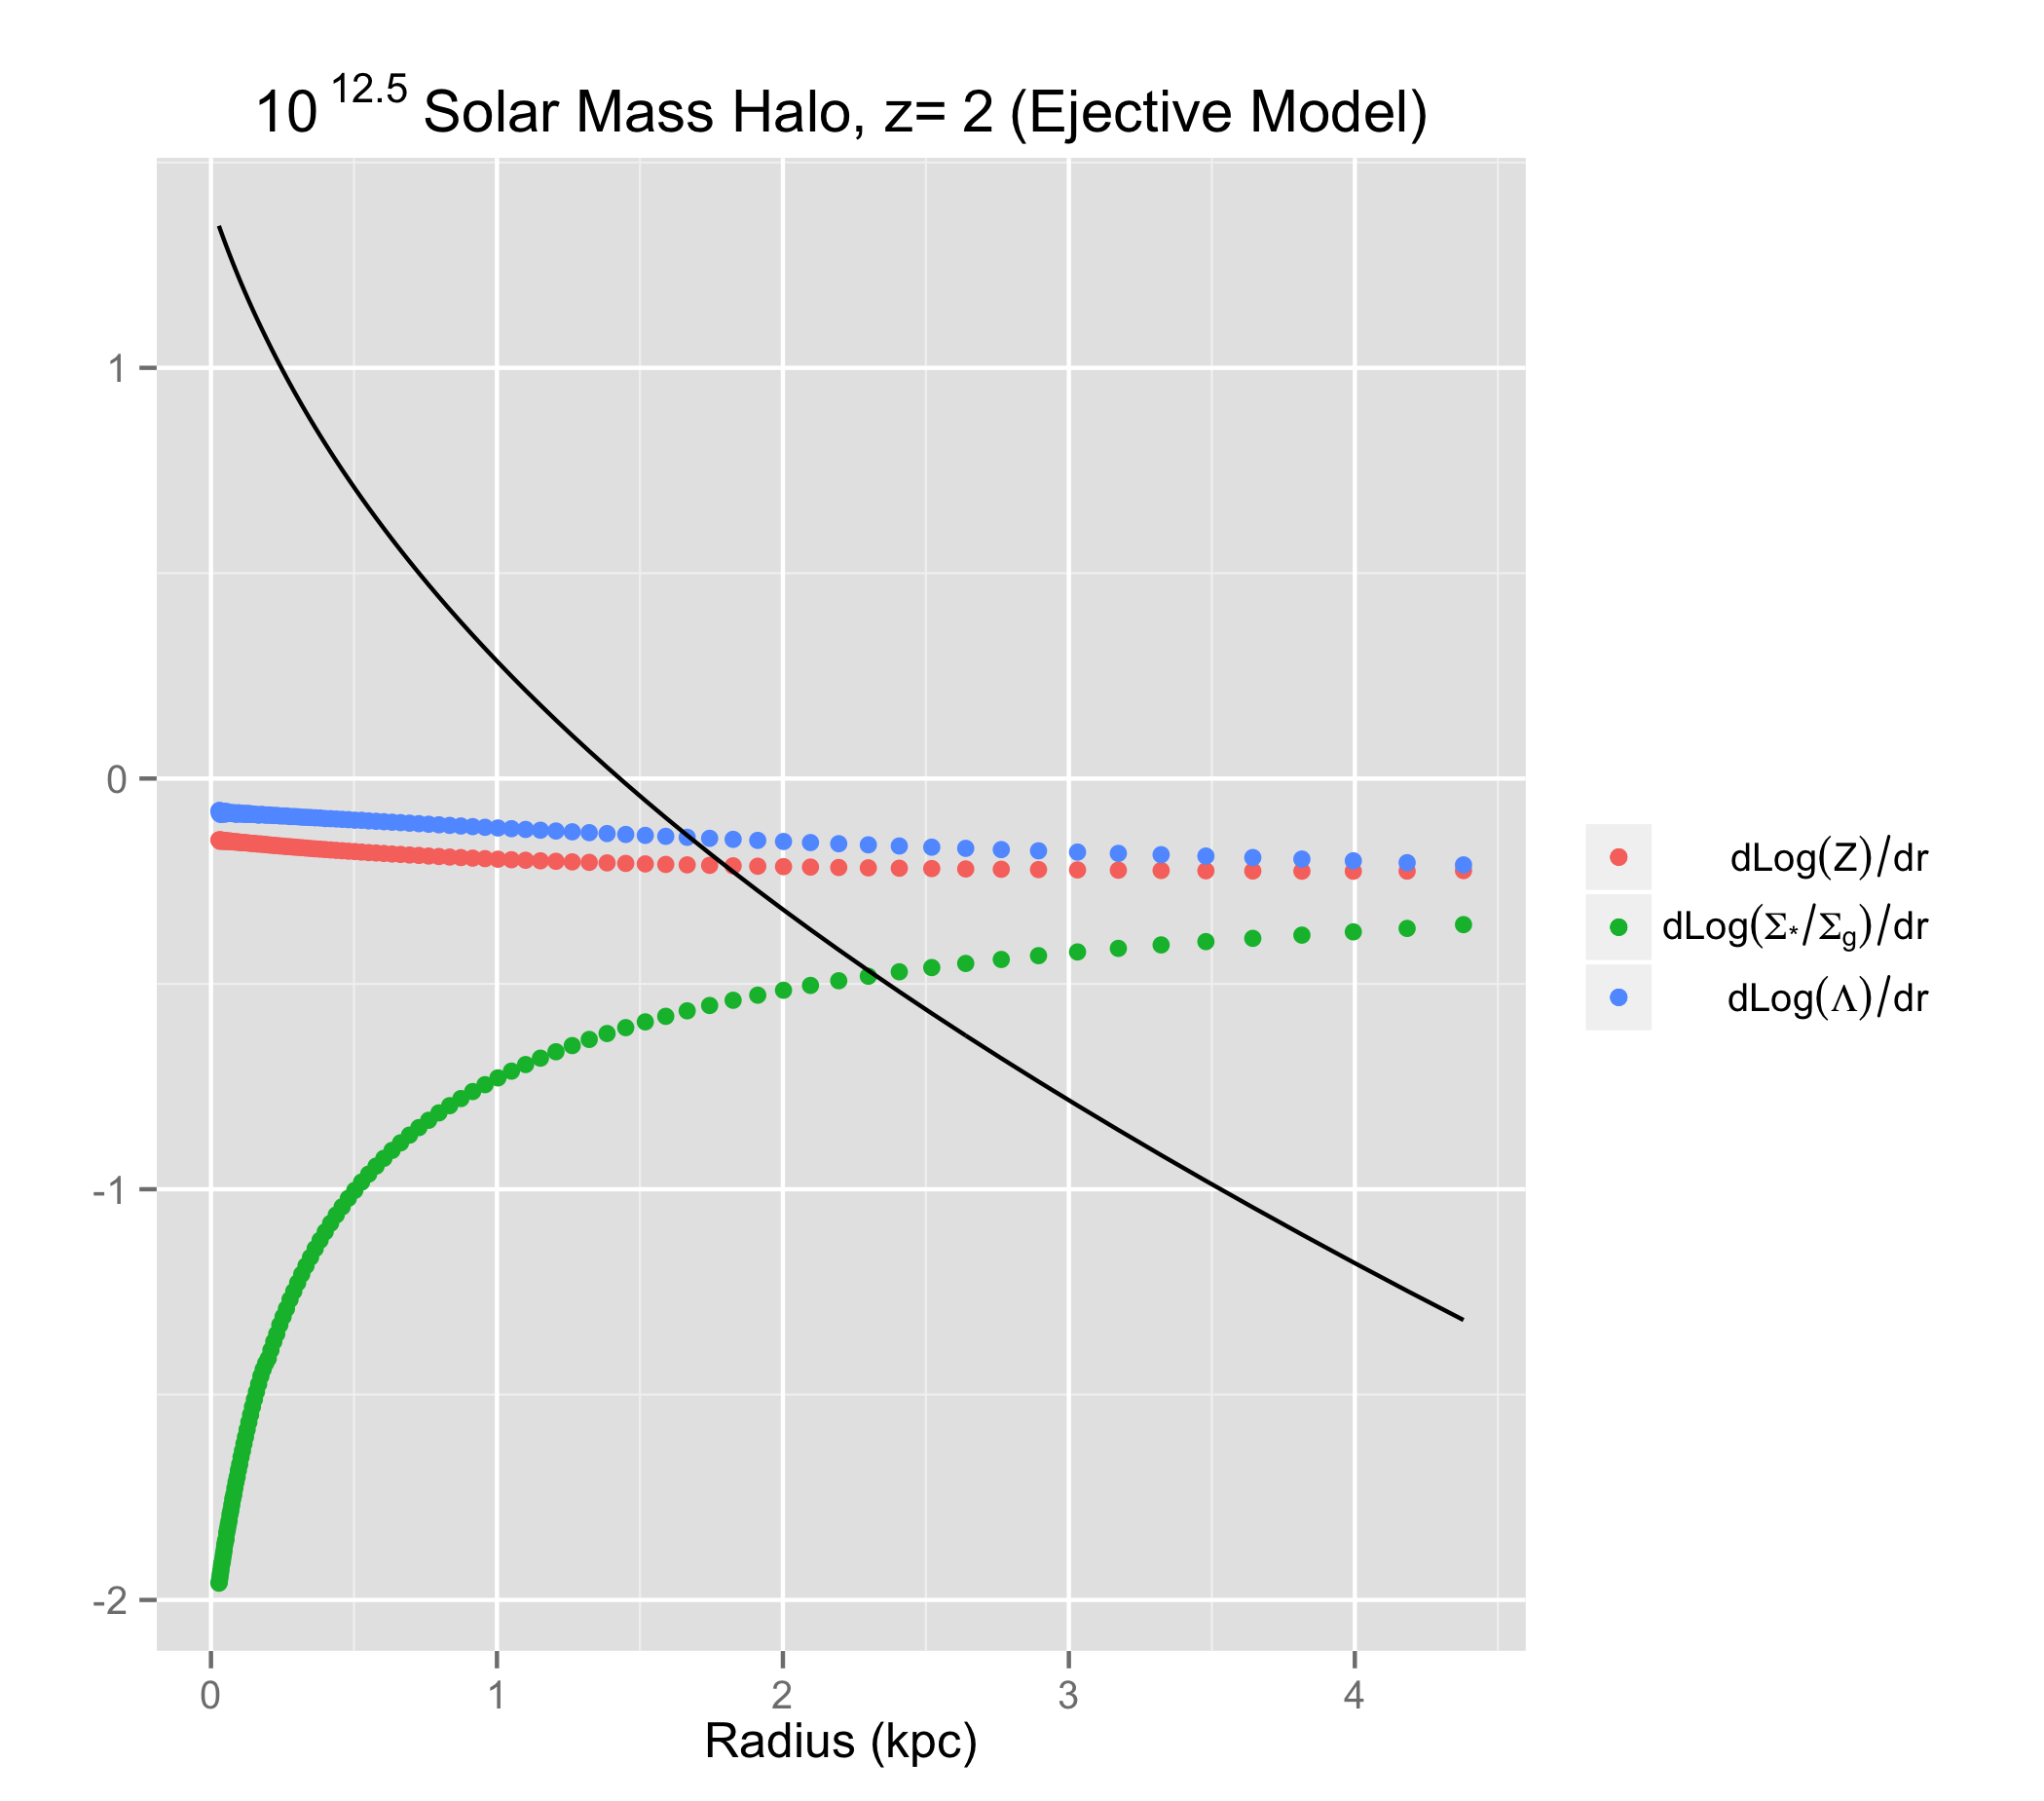 10^12.5 Solar Mass Halo, z= 2 (Ejective Model)
1
0
-1
-2
0 1 2 3 4
Radius (kpc)
dLog(Z)/dr
dLog(Σ*/Σg)/dr
dLog(Λ)/dr